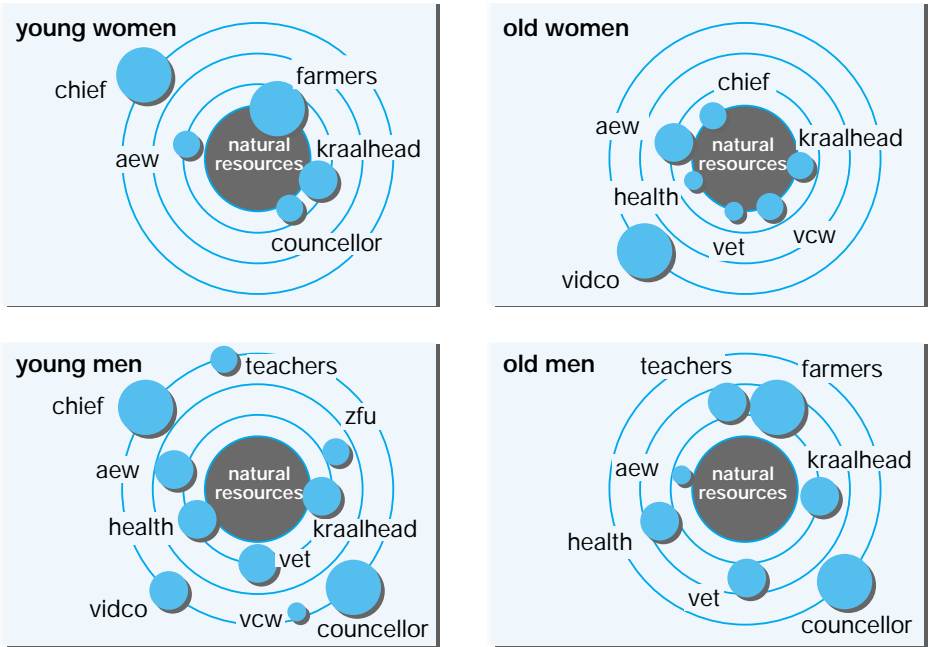 young women
chief
farmers
aew
natural
resources
kraalhead
councellor
old women
chief
aew
natural
resources
kraalhead
health
vet
vcw
vidco
young men
teachers
chief
zfu
aew
natural
resources
kraalhead
health
vet
vidco
vcw
councellor
old men
teachers
farmers
aew
natural
resources
kraalhead
health
vet
councellor